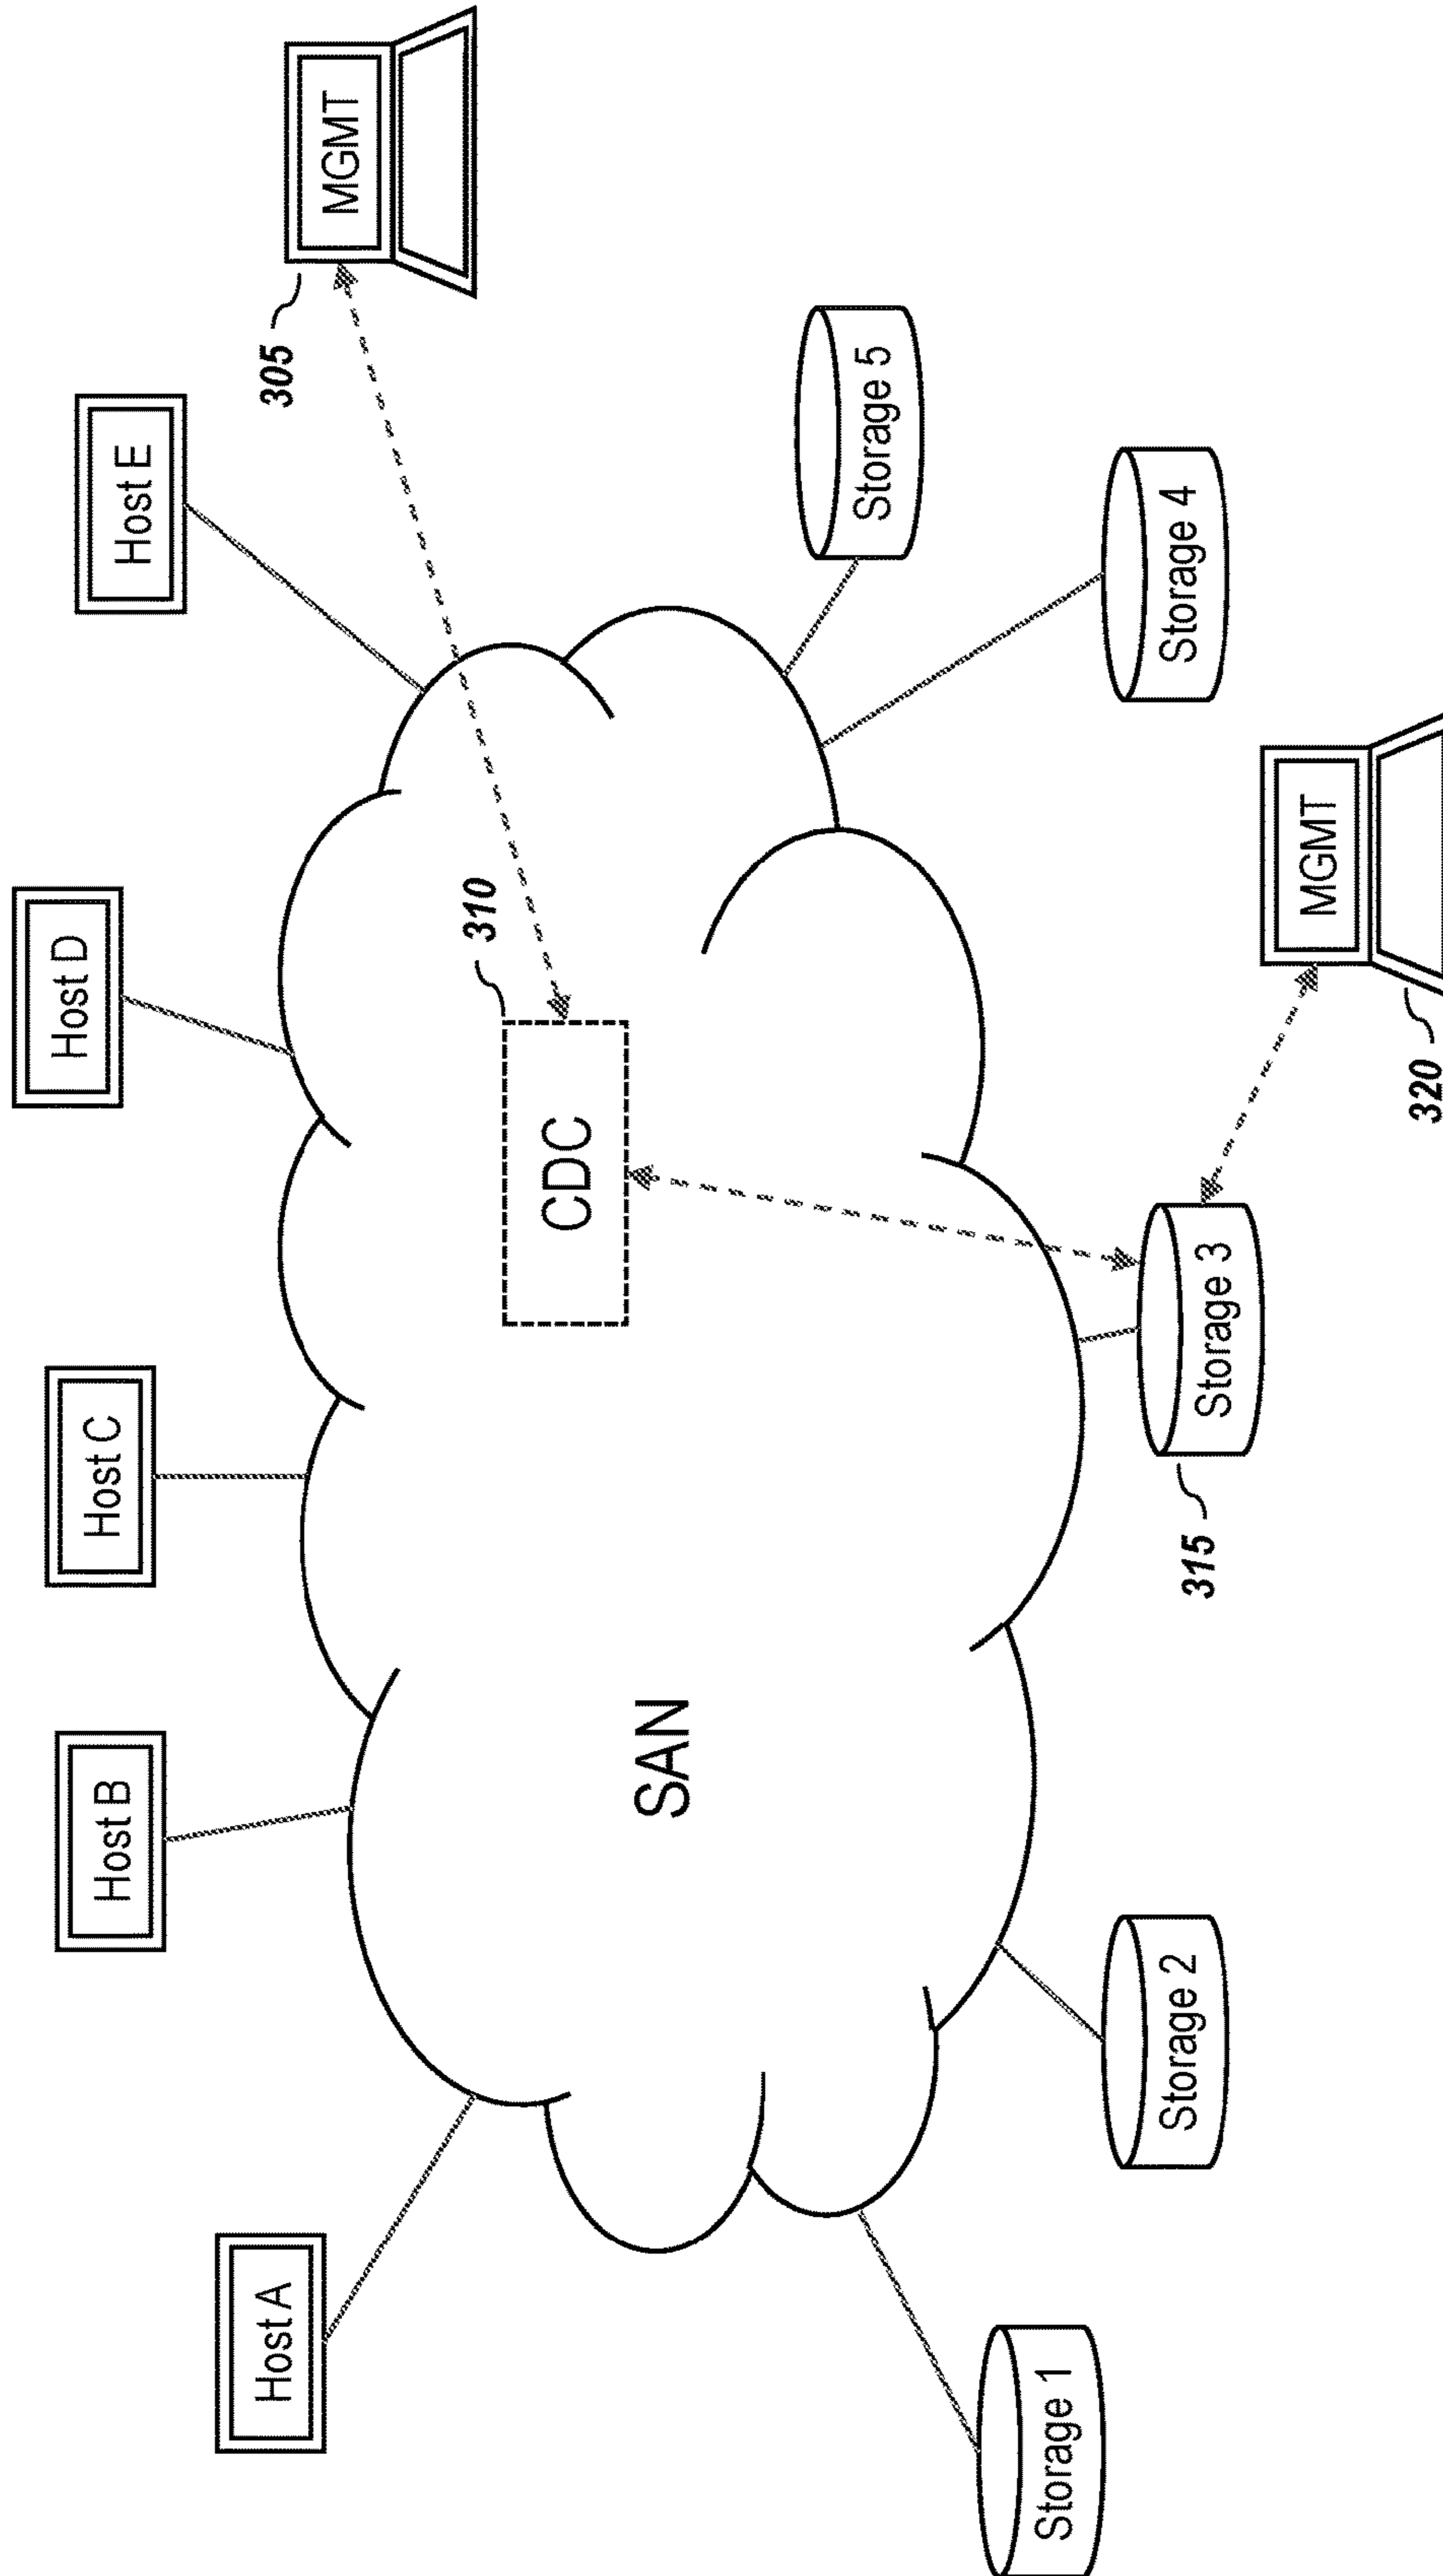 Host A
Host B
Host C
Host D
Host E
MGMT
305
310
CDC
SAN
Storage 1
Storage 2
315
Storage 3
Storage 4
Storage 5
320
MGMT